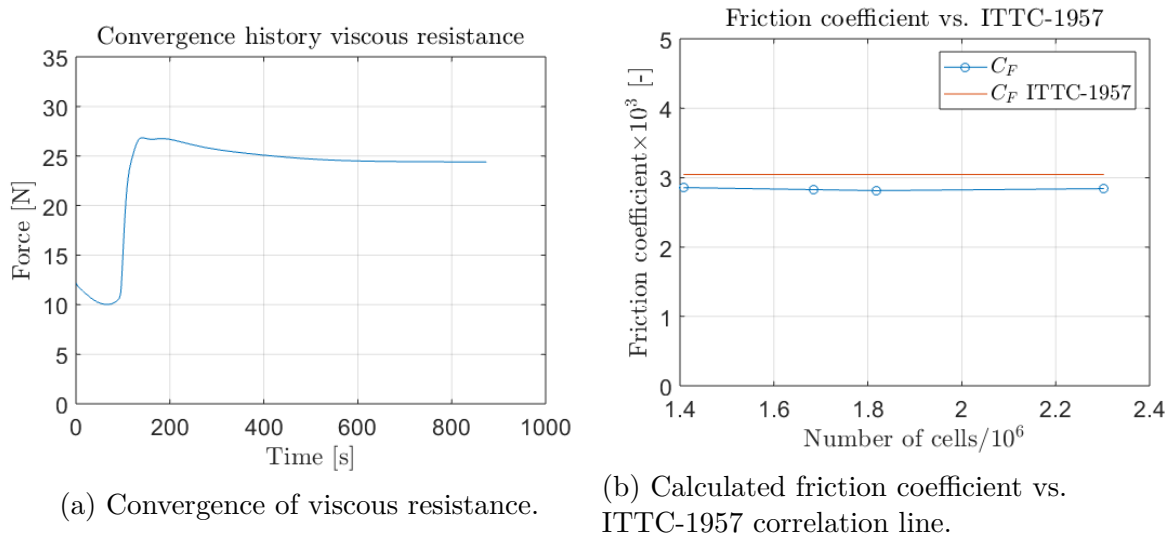 Convergence history viscous resistance
35
30
25
20
15
10
5
0
Force [N]
0 200 400 600 800 1000
Time [s]
(a) Convergence of viscous resistance.
Friction coefficient vs. ITTC-1957
5
4
3
2
1
0
Friction coefficient×10³ [-]
C_F
C_F ITTC-1957
1.4 1.6 1.8 2 2.2 2.4
Number of cells/10⁶
(b) Calculated friction coefficient vs.
ITTC-1957 correlation line.